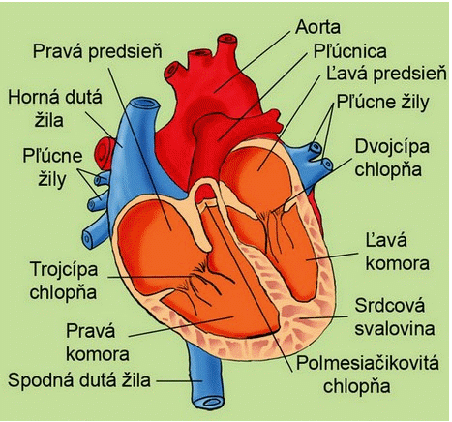 Aorta
Pravá predsieň
Pľúcnica
Ľavá predsieň
Horná dutá
žila
Pľúcne žily
Pľúcne
žily
Dvojcípa
chlopňa
Ľavá
komora
Trojcípa
chlopňa
Srdcová
svalovina
Pravá
komora
Polmesiačikovitá
chlopňa
Spodná dutá žila